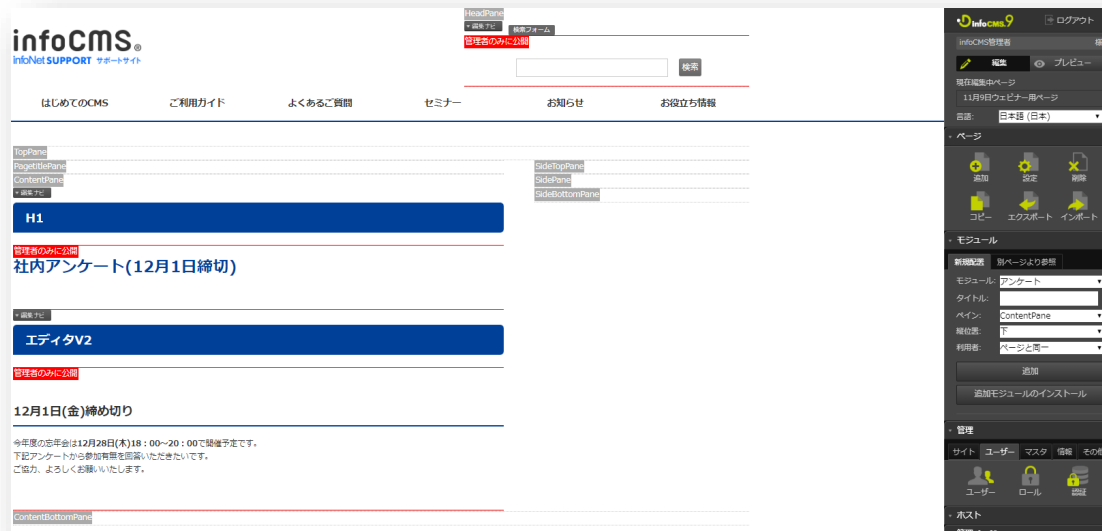 infoCMS®
infoNet SUPPORT サポートサイト
HeadPane
編集ナビ 検索フォーム
管理者のみに公開
検索
はじめてのCMS ご利用ガイド よくあるご質問 セミナー お知らせ お役立ち情報
TopPane
PagetitlePane SideTopPane
ContentPane SidePane
編集ナビ SideBottomPane
H1
管理者のみに公開
社内アンケート(12月1日締切)
編集ナビ
エディタV2
管理者のみに公開
12月1日(金)締め切り
今年度の忘年会は12月28日(木)18：00～20：00で開催予定です。
下記アンケートから参加有無を回答いただきたいです。
ご協力、よろしくお願いいたします。
ContentBottomPane
infoCMS.9 ログアウト
infoCMS管理者 様
編集 プレビュー
現在編集中ページ
11月9日ウェビナー用ページ
言語: 日本語 (日本)
ページ
追加 設定 削除
コピー エクスポート インポート
モジュール
新規配置 別ページより参照
モジュール: アンケート
タイトル:
ペイン: ContentPane
縦位置: 下
利用者: ページと同一
追加
追加モジュールのインストール
管理
サイト ユーザー マスタ 情報 その他
ユーザー ロール 認証
ホスト